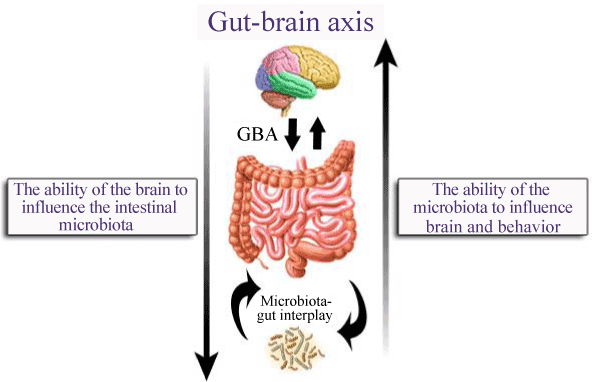 Gut-brain axis
GBA
The ability of the brain to
influence the intestinal
microbiota
The ability of the
microbiota to influence
brain and behavior
Microbiota-
gut interplay